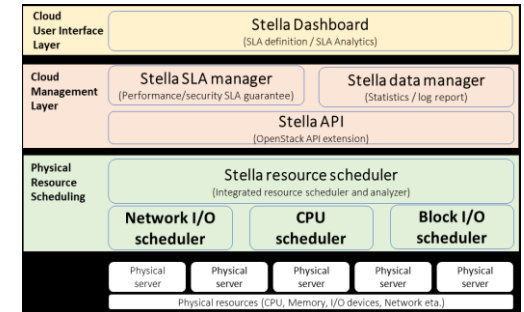 Cloud
User Interface
Layer
Stella Dashboard
(SLA definition / SLA Analytics)
Cloud
Management
Layer
Stella SLA manager
(Performance/security SLA guarantee)
Stella data manager
(Statistics / log report)
Stella API
(OpenStack API extension)
Physical
Resource
Scheduling
Stella resource scheduler
(Integrated resource scheduler and analyzer)
Network I/O
scheduler
CPU
scheduler
Block I/O
scheduler
Physical
server
Physical
server
Physical
server
Physical
server
Physical
server
Physical resources (CPU, Memory, I/O devices, Network eta.)